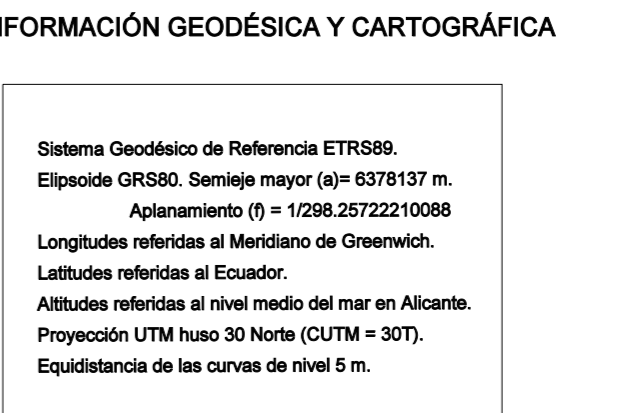 NFORMACIÓN GEODÉSICA Y CARTOGRÁFICA
Sistema Geodésico de Referencia ETRS89.
Elipsoide GRS80. Semieje mayor (a)= 6378137 m.
Aplanamiento (f) = 1/298.25722210088
Longitudes referidas al Meridiano de Greenwich.
Latitudes referidas al Ecuador.
Altitudes referidas al nivel medio del mar en Alicante.
Proyección UTM huso 30 Norte (CUTM = 30T).
Equidistancia de las curvas de nivel 5 m.